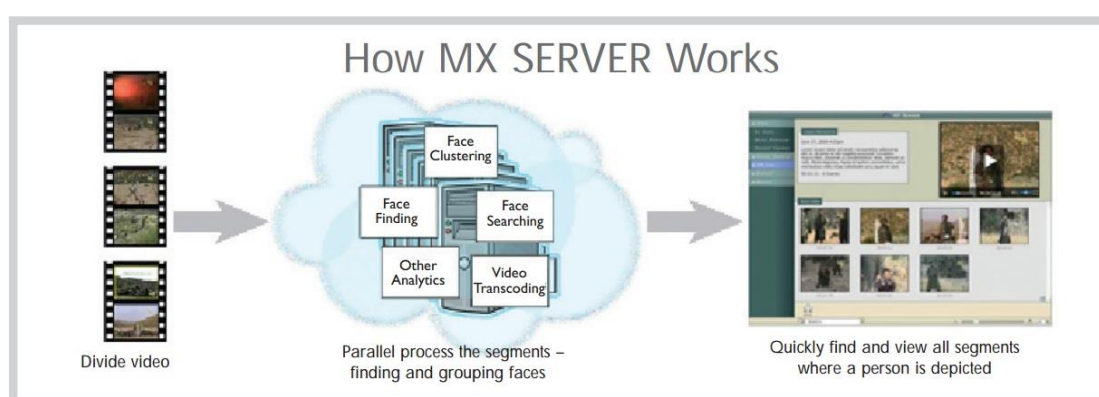 How MX SERVER Works
Face
Clustering
Face
Finding
Face
Searching
Other
Analytics
Video
Transcoding
Divide video
Parallel process the segments –
finding and grouping faces
Quickly find and view all segments
where a person is depicted